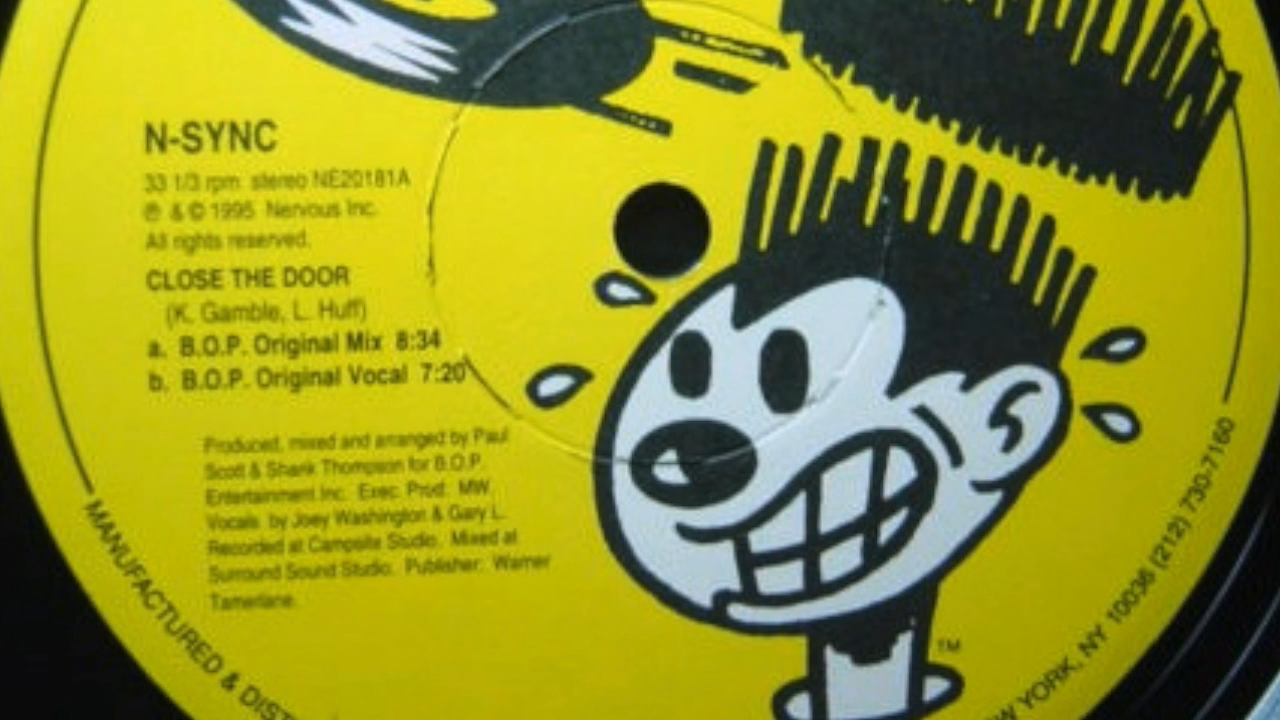 N-SYNC
33 1/3 rpm stereo NE20181A
℗ & © 1995 Nervous Inc.
All rights reserved.
CLOSE THE DOOR
(K. Gamble, L. Huff)
a. B.O.P. Original Mix 8:34
b. B.O.P. Original Vocal 7:20
Produced, mixed and arranged by Paul
Scott & Shank Thompson for B.O.P.
Entertainment Inc. Exec. Prod: MW.
Vocals by Joey Washington & Gary L.
Recorded at Campsite Studio. Mixed at
Surround Sound Studio. Publisher: Warner
Tamerlane.
TM
MANUFACTURED & DIST
W YORK, NY 10036 (212) 730-7160